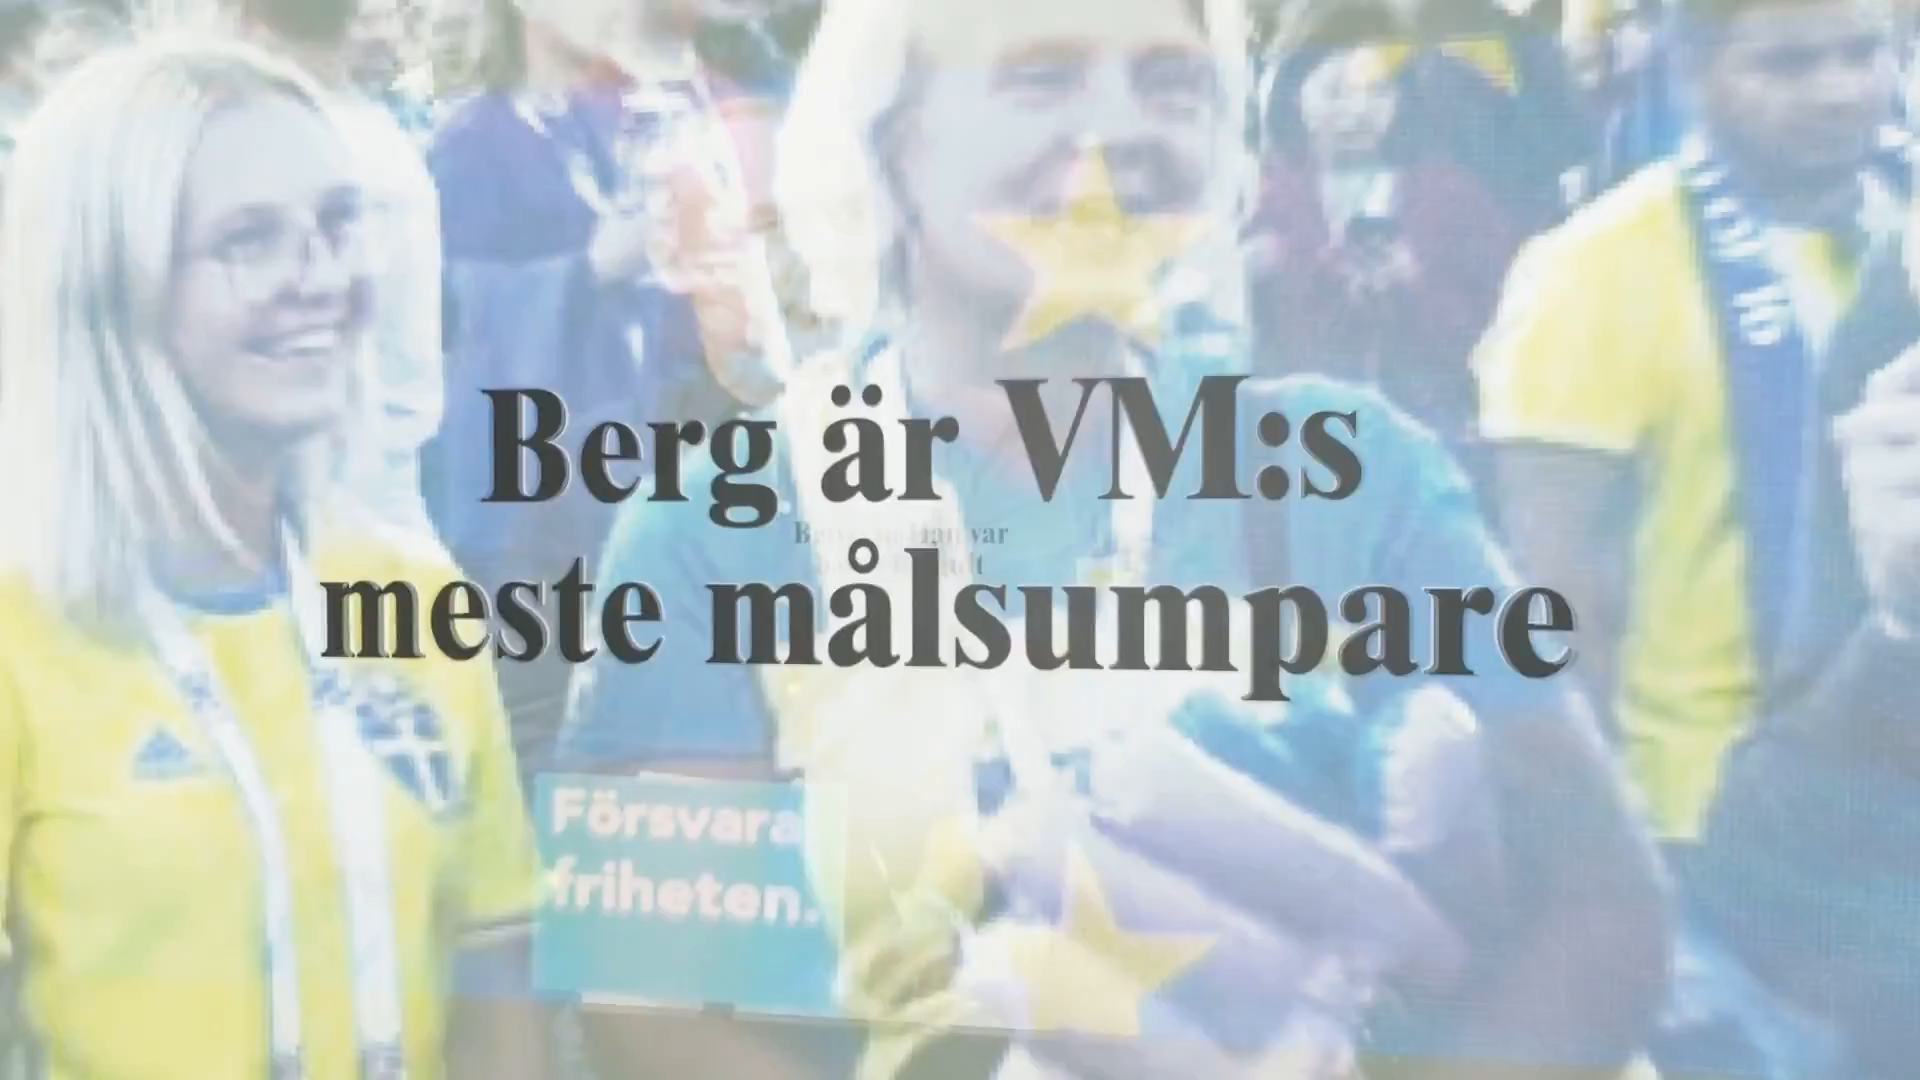 Berg är VM:s
meste målsumpare
Försvara
friheten.